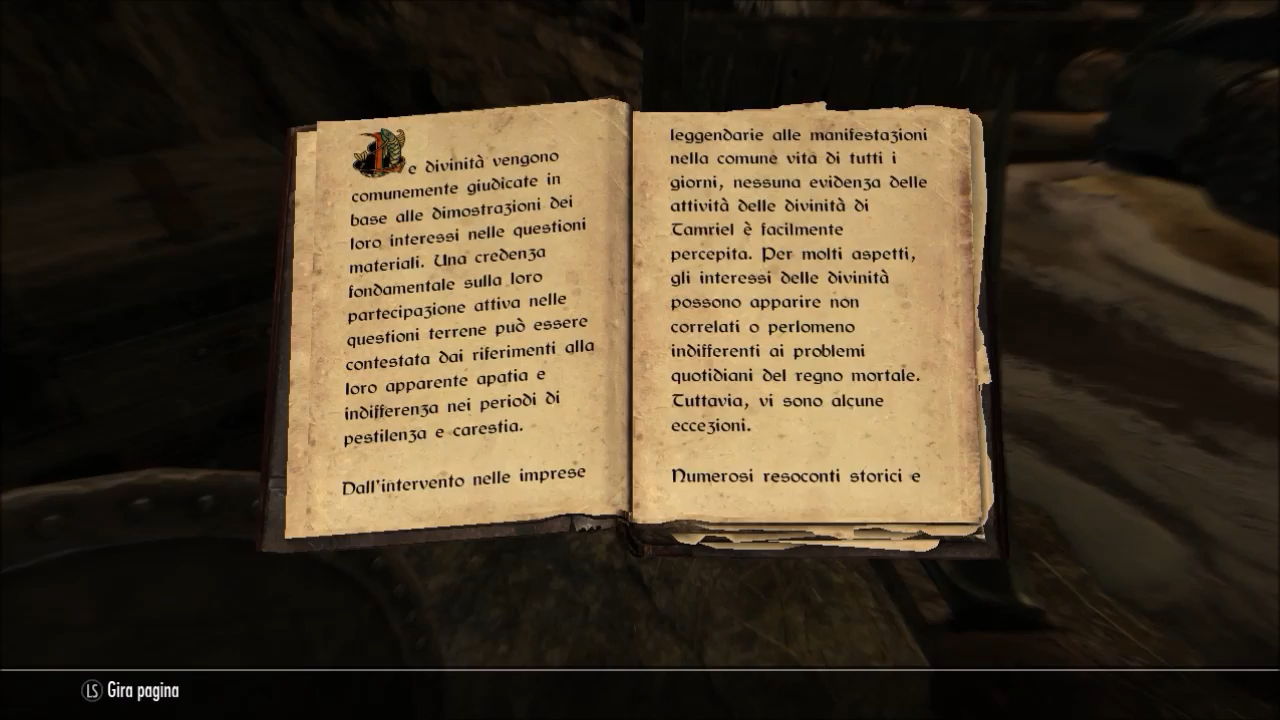 Le divinità vengono
comunemente giudicate in
base alle dimostrazioni dei
loro interessi nelle questioni
materiali. Una credenza
fondamentale sulla loro
partecipazione attiva nelle
questioni terrene può essere
contestata dai riferimenti alla
loro apparente apatia e
indifferenza nei periodi di
pestilenza e carestia.
Dall'intervento nelle imprese
leggendarie alle manifestazioni
nella comune vita di tutti i
giorni, nessuna evidenza delle
attività delle divinità di
Tamriel è facilmente
percepita. Per molti aspetti,
gli interessi delle divinità
possono apparire non
correlati o perlomeno
indifferenti ai problemi
quotidiani del regno mortale.
Tuttavia, vi sono alcune
eccezioni.
Numerosi resoconti storici e
LS Gira pagina